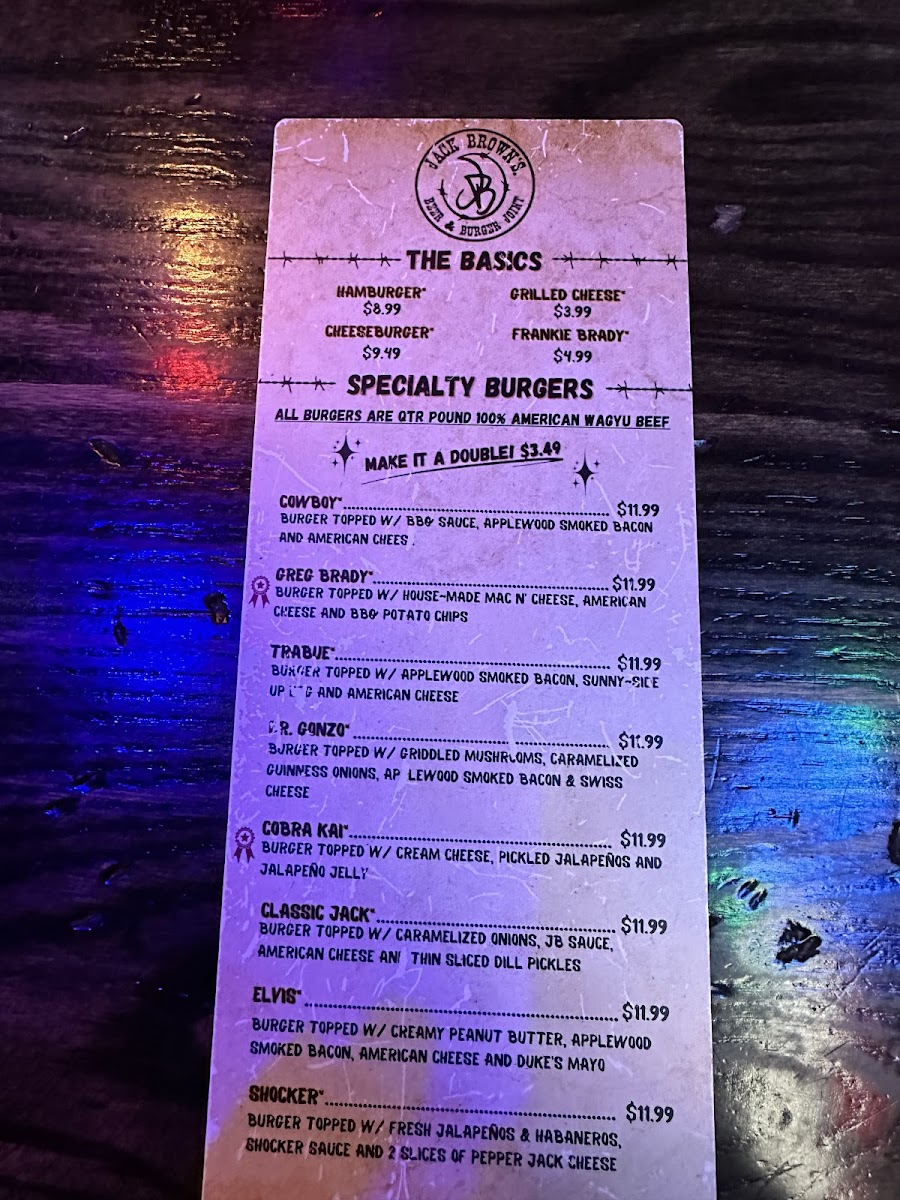 JACK BROWN'S
JB
BEER & BURGER JOINT
THE BASICS
HAMBURGER*
$8.99
GRILLED CHEESE*
$3.99
CHEESEBURGER*
$9.49
FRANKIE BRADY*
$4.99
SPECIALTY BURGERS
ALL BURGERS ARE QTR POUND 100% AMERICAN WAGYU BEEF
MAKE IT A DOUBLE! $3.49
COWBOY* $11.99
BURGER TOPPED W/ BBQ SAUCE, APPLEWOOD SMOKED BACON
AND AMERICAN CHEES
GREG BRADY* $11.99
BURGER TOPPED W/ HOUSE-MADE MAC N' CHEESE, AMERICAN
CHEESE AND BBQ POTATO CHIPS
TRABUE* $11.99
BURGER TOPPED W/ APPLEWOOD SMOKED BACON, SUNNY-SIDE
UP AND AMERICAN CHEESE
GONZO* $11.99
BURGER TOPPED W/ GRIDDLED MUSHROOMS, CARAMELIZED
GUINNESS ONIONS, AP LEWOOD SMOKED BACON & SWISS
CHEESE
COBRA KAI* $11.99
BURGER TOPPED W/ CREAM CHEESE, PICKLED JALAPEÑOS AND
JALAPEÑO JELLY
CLASSIC JACK* $11.99
BURGER TOPPED W/ CARAMELIZED ONIONS, JB SAUCE,
AMERICAN CHEESE AN THIN SLICED DILL PICKLES
ELVIS* $11.99
BURGER TOPPED W/ CREAMY PEANUT BUTTER, APPLEWOOD
SMOKED BACON, AMERICAN CHEESE AND DUKE'S MAYO
SHOCKER* $11.99
BURGER TOPPED W/ FRESH JALAPEÑOS & HABANEROS,
SHOCKER SAUCE AND 2 SLICES OF PEPPER JACK CHEESE